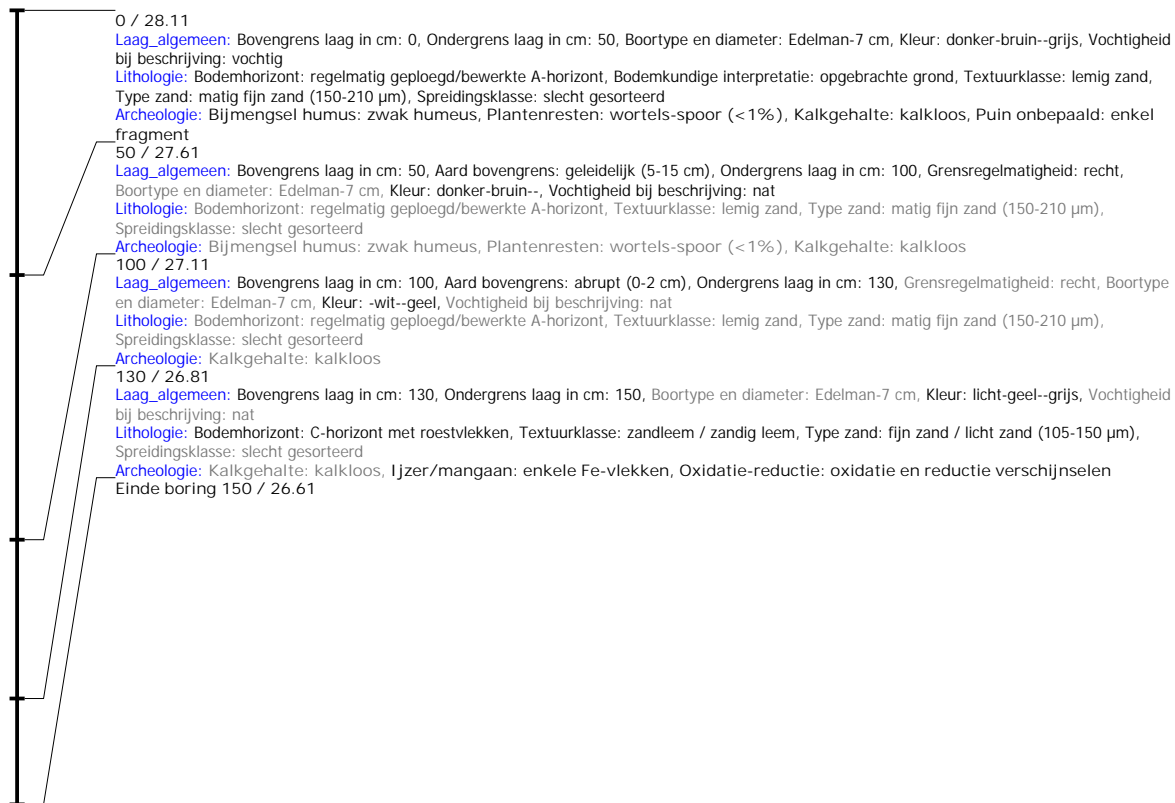 0 / 28.11
Laag_algemeen: Bovengrens laag in cm: 0, Ondergrens laag in cm: 50, Boortype en diameter: Edelman-7 cm, Kleur: donker-bruin--grijs, Vochtigheid
bij beschrijving: vochtig
Lithologie: Bodemhorizont: regelmatig geploegd/bewerkte A-horizont, Bodemkundige interpretatie: opgebrachte grond, Textuurklasse: lemig zand,
Type zand: matig fijn zand (150-210 µm), Spreidingsklasse: slecht gesorteerd
Archeologie: Bijmengsel humus: zwak humeus, Plantenresten: wortels-spoor (<1%), Kalkgehalte: kalkloos, Puin onbepaald: enkel
fragment
50 / 27.61
Laag_algemeen: Bovengrens laag in cm: 50, Aard bovengrens: geleidelijk (5-15 cm), Ondergrens laag in cm: 100, Grensregelmatigheid: recht,
Boortype en diameter: Edelman-7 cm, Kleur: donker-bruin--, Vochtigheid bij beschrijving: nat
Lithologie: Bodemhorizont: regelmatig geploegd/bewerkte A-horizont, Textuurklasse: lemig zand, Type zand: matig fijn zand (150-210 µm),
Spreidingsklasse: slecht gesorteerd
Archeologie: Bijmengsel humus: zwak humeus, Plantenresten: wortels-spoor (<1%), Kalkgehalte: kalkloos
100 / 27.11
Laag_algemeen: Bovengrens laag in cm: 100, Aard bovengrens: abrupt (0-2 cm), Ondergrens laag in cm: 130, Grensregelmatigheid: recht, Boortype
en diameter: Edelman-7 cm, Kleur: -wit--geel, Vochtigheid bij beschrijving: nat
Lithologie: Bodemhorizont: regelmatig geploegd/bewerkte A-horizont, Textuurklasse: lemig zand, Type zand: matig fijn zand (150-210 µm),
Spreidingsklasse: slecht gesorteerd
Archeologie: Kalkgehalte: kalkloos
130 / 26.81
Laag_algemeen: Bovengrens laag in cm: 130, Ondergrens laag in cm: 150, Boortype en diameter: Edelman-7 cm, Kleur: licht-geel--grijs, Vochtigheid
bij beschrijving: nat
Lithologie: Bodemhorizont: C-horizont met roestvlekken, Textuurklasse: zandleem / zandig leem, Type zand: fijn zand / licht zand (105-150 µm),
Spreidingsklasse: slecht gesorteerd
Archeologie: Kalkgehalte: kalkloos, Ijzer/mangaan: enkele Fe-vlekken, Oxidatie-reductie: oxidatie en reductie verschijnselen
Einde boring 150 / 26.61